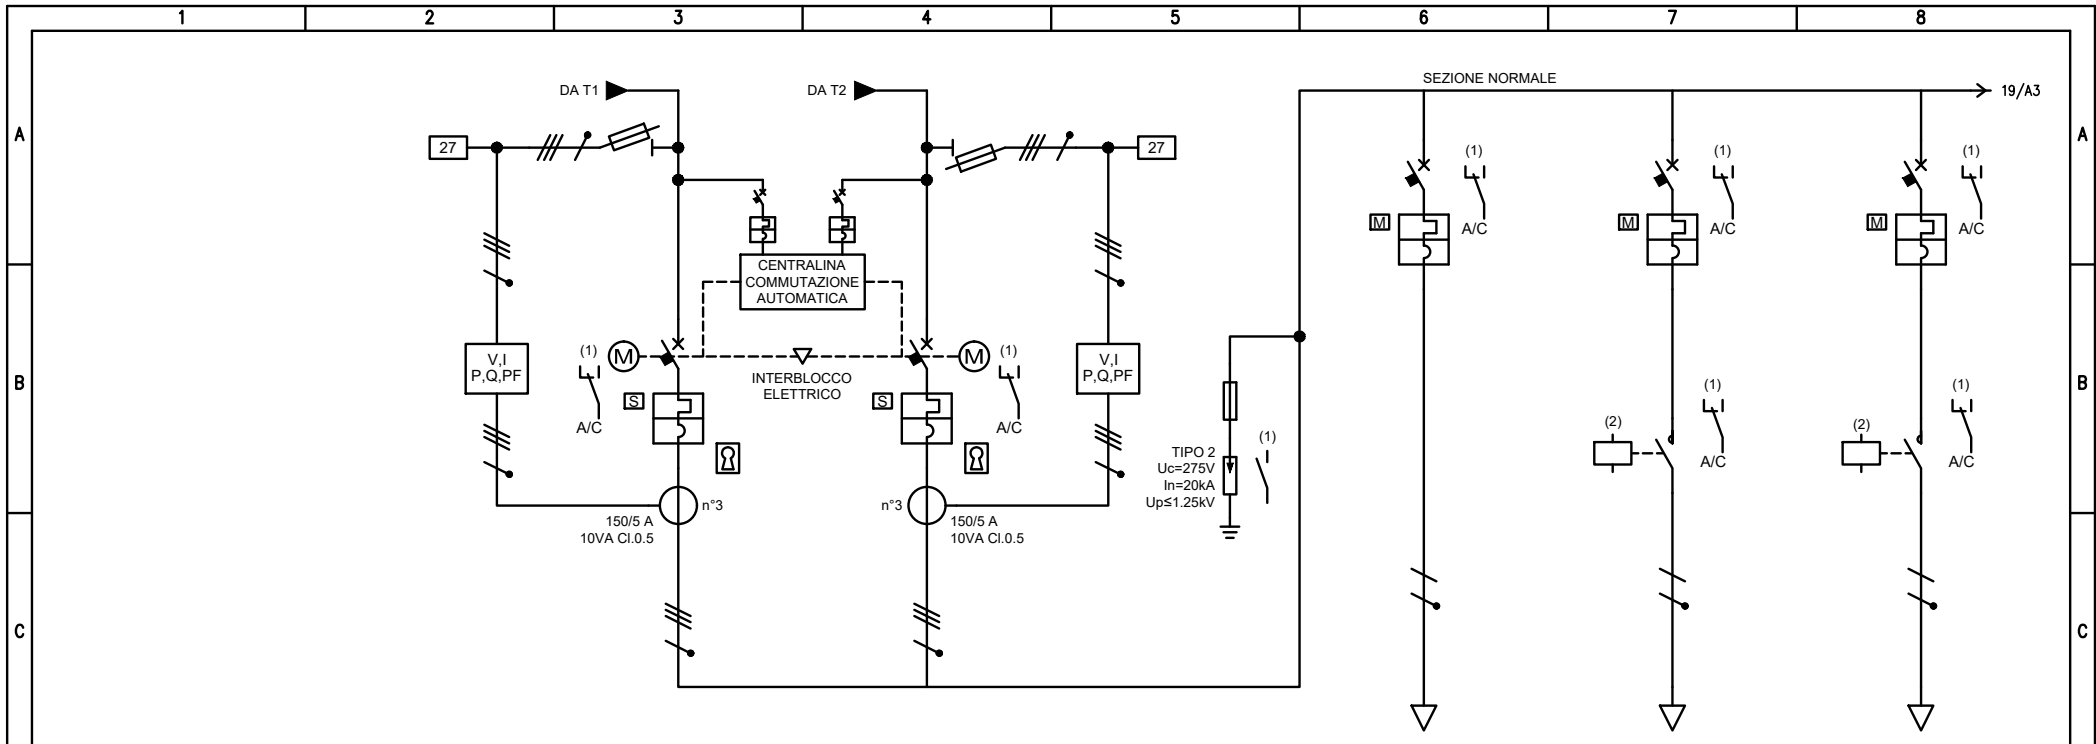 1 2 3 4 5 6 7 8
SEZIONE NORMALE
DA T1
DA T2
19/A3
A
A
27
27
(1)
(1)
(1)
M
A/C
M
A/C
M
A/C
CENTRALINA
COMMUTAZIONE
AUTOMATICA
V,I
P,Q,PF
(1)
M
M
(1)
V,I
P,Q,PF
B
B
INTERBLOCCO
ELETTRICO
S
S
A/C
A/C
(1)
(1)
(2)
(2)
A/C
A/C
TIPO 2
Uc=275V
In=20kA
Up≤1.25kV
(1)
n°3
n°3
150/5 A
10VA Cl.0.5
150/5 A
10VA Cl.0.5
C
C